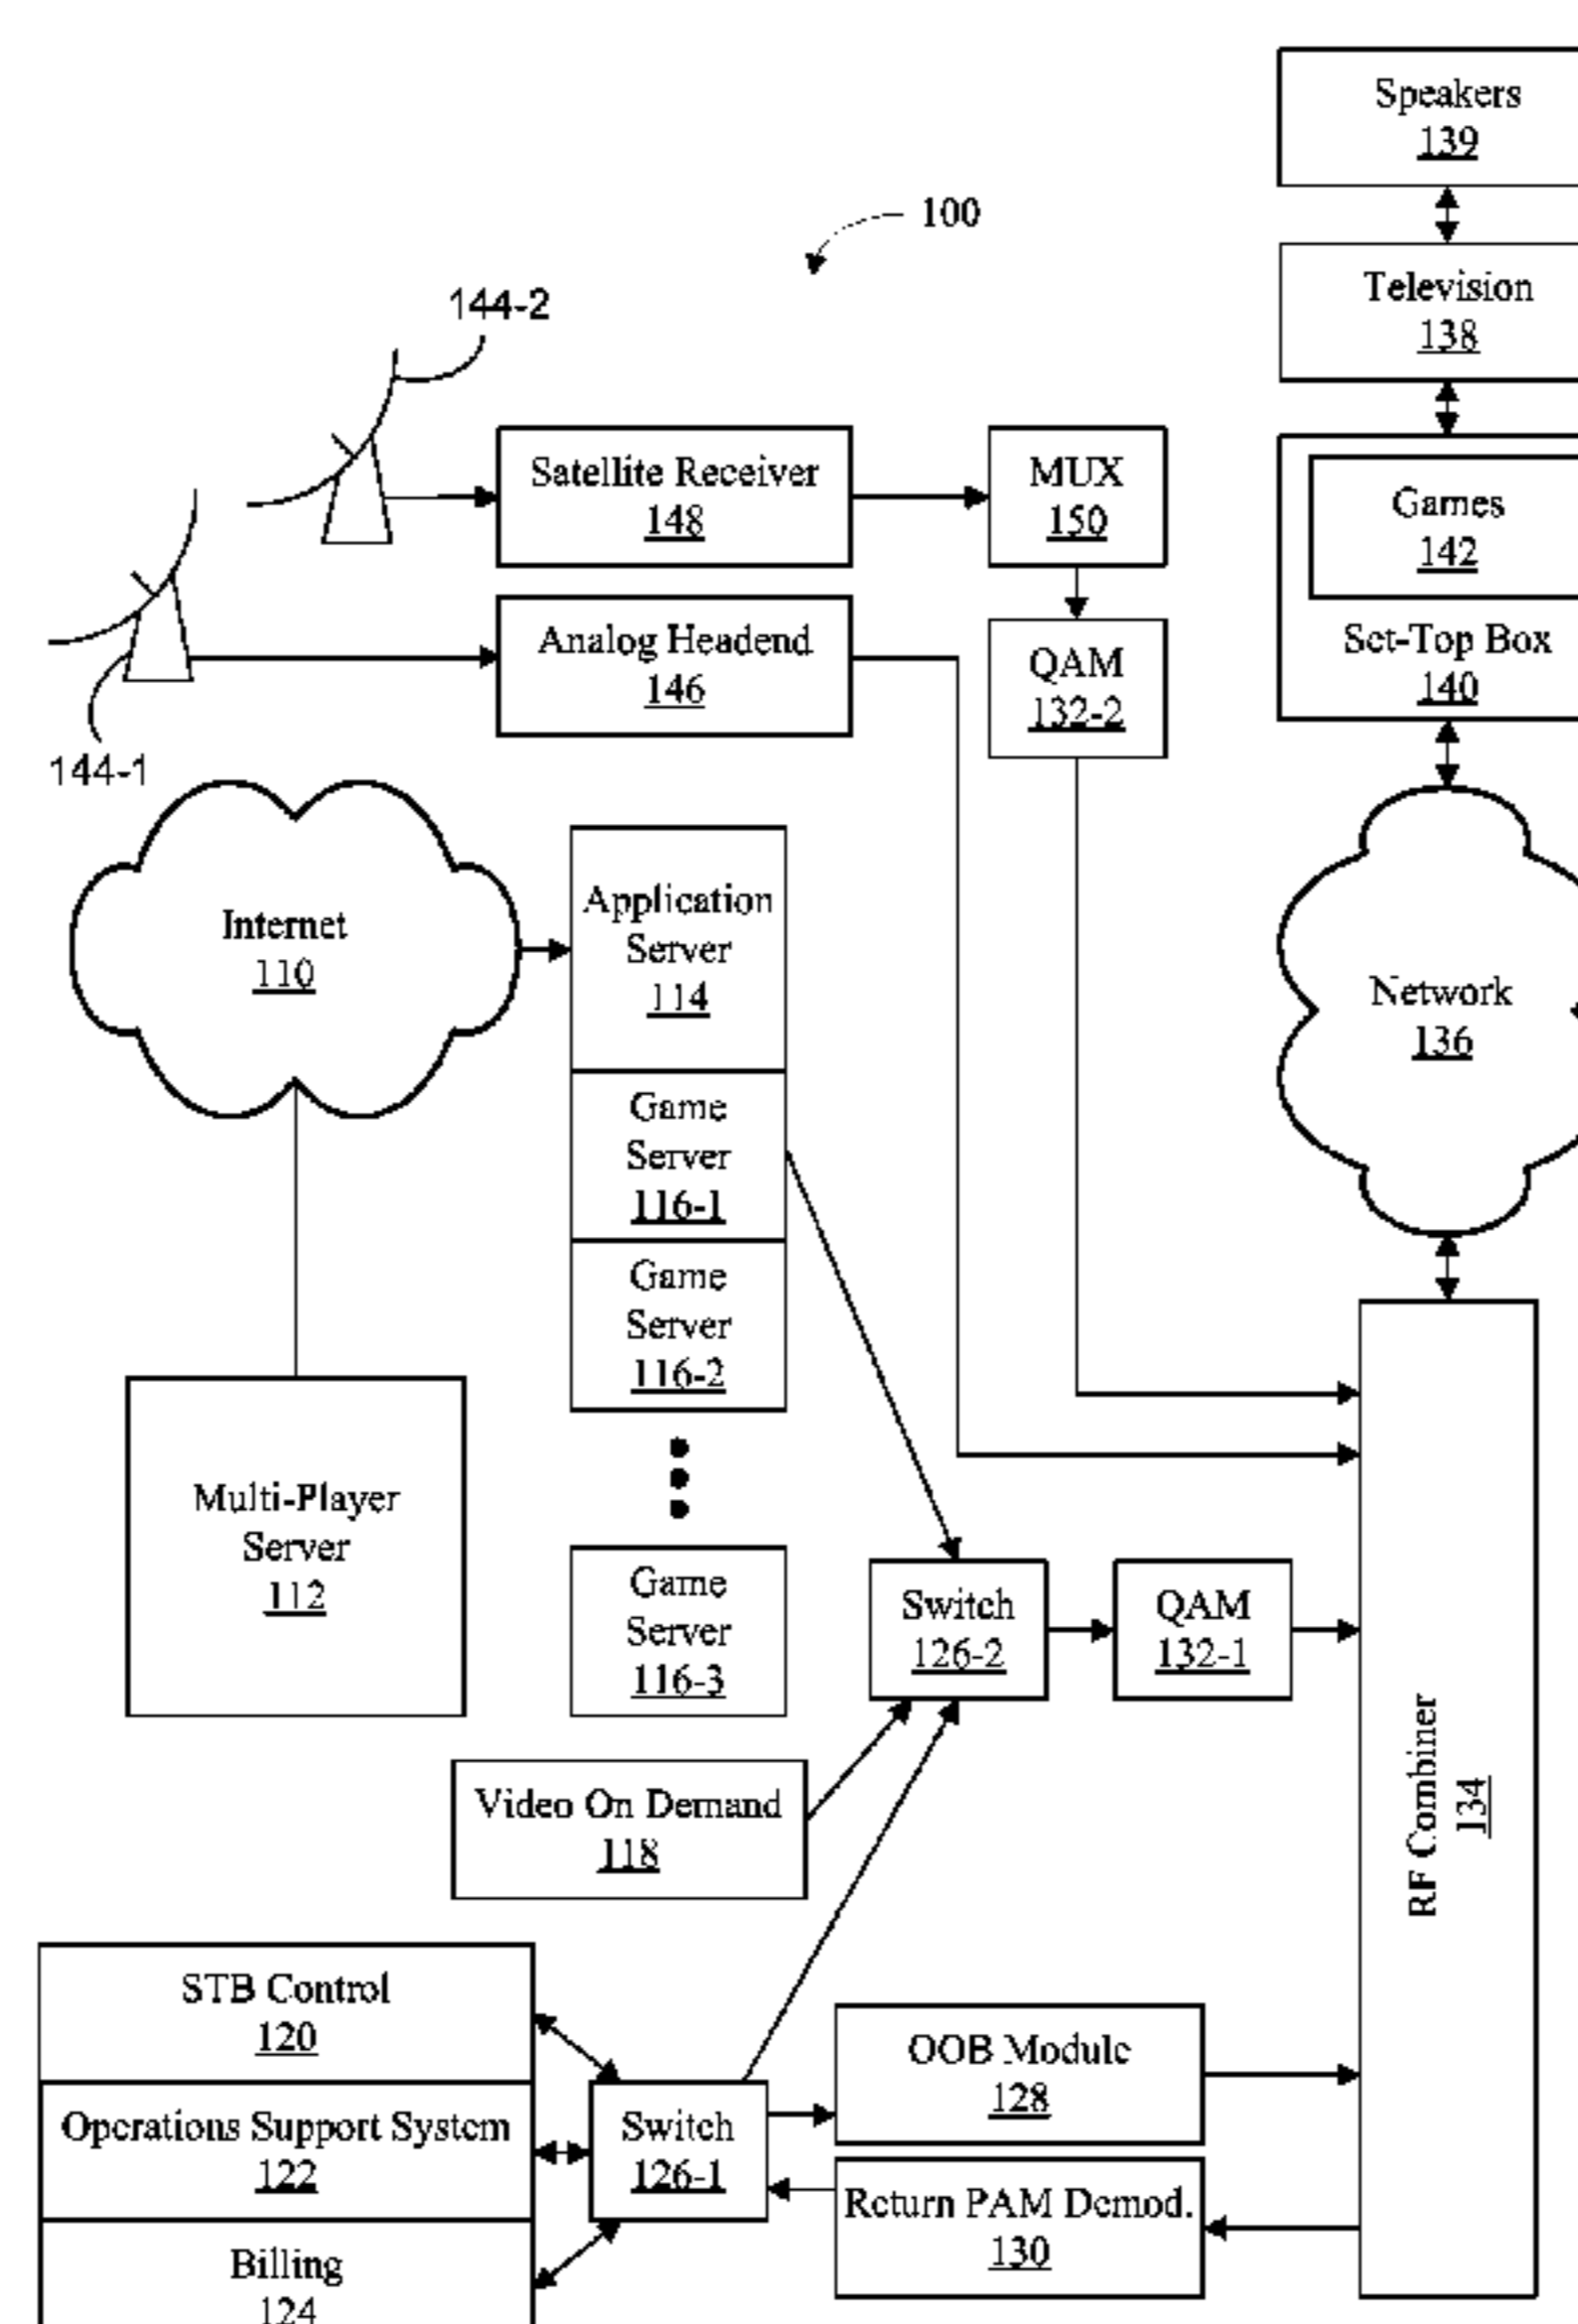 Speakers
139
100
Television
138
144-2
Satellite Receiver
148
MUX
150
Games
142
Analog Headend
146
QAM
132-2
Set-Top Box
140
144-1
Internet
110
Application
Server
114
Network
136
Game
Server
116-1
Game
Server
116-2
Multi-Player
Server
112
Game
Server
116-3
Switch
126-2
QAM
132-1
RF Combiner
134
Video On Demand
118
STB Control
120
OOB Module
128
Operations Support System
122
Switch
126-1
Return PAM Demod.
130
Billing
124